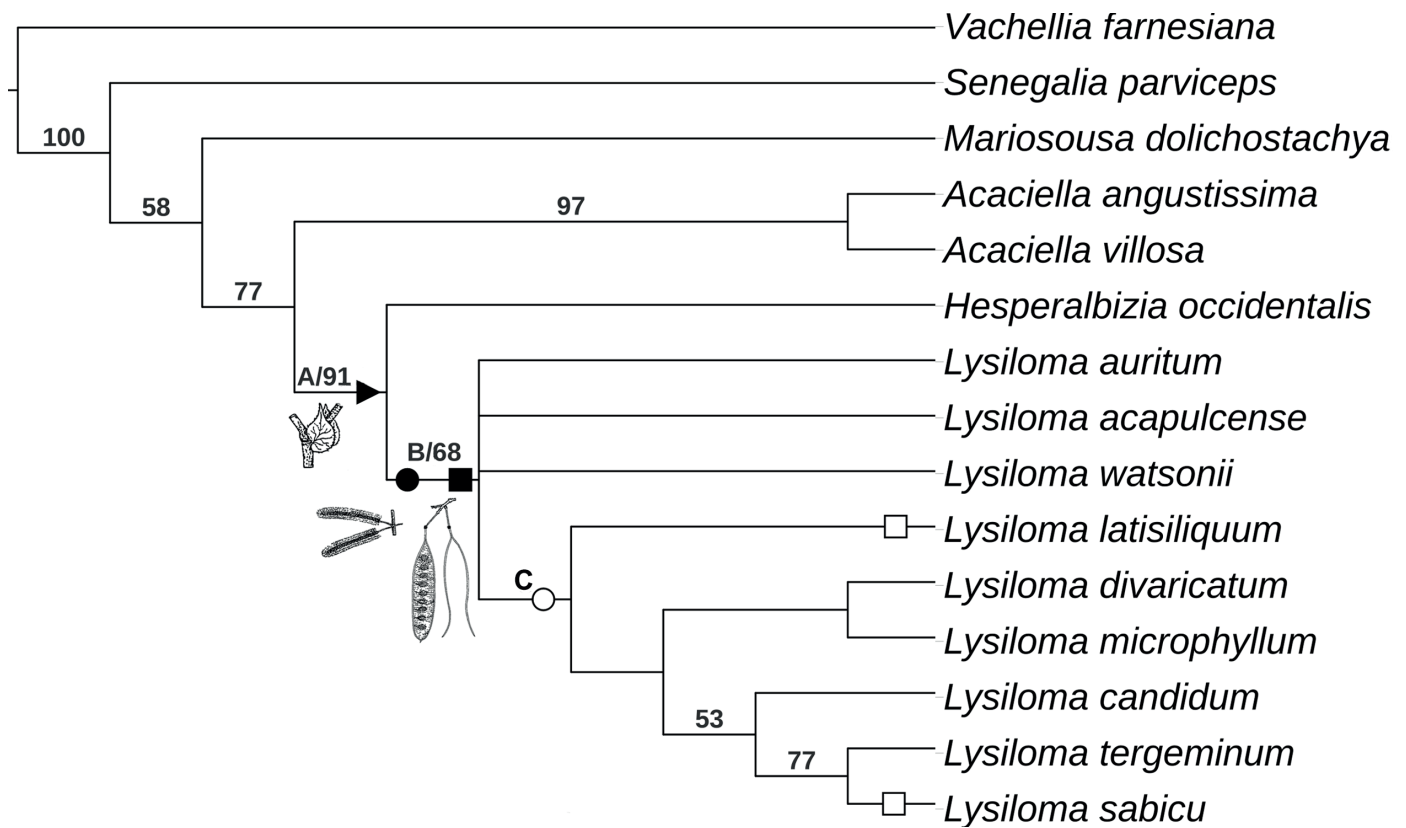 Vachellia farnesiana
Senegalia parviceps
100
Mariosousa dolichostachya
Acaciella angustissima
58
97
Acaciella villosa
77
Hesperalbizia occidentalis
Lysiloma auritum
A/91
Lysiloma acapulcense
B/68
Lysiloma watsonii
Lysiloma latisiliquum
C
Lysiloma divaricatum
Lysiloma microphyllum
Lysiloma candidum
53
Lysiloma tergeminum
77
Lysiloma sabicu